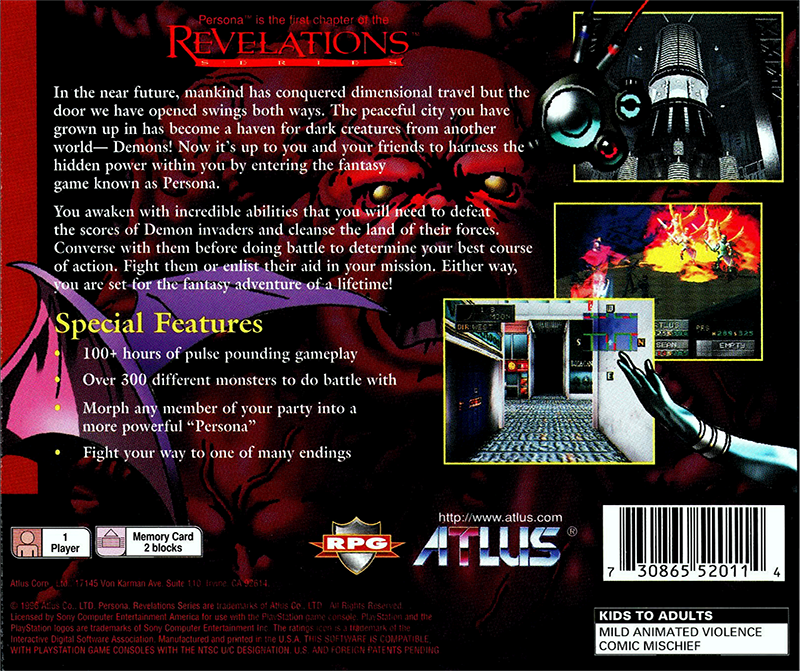 Persona™ is the first chapter of the
REVELATIONS™
SERIES
In the near future, mankind has conquered dimensional travel but the
door we have opened swings both ways. The peaceful city you have
grown up in has become a haven for dark creatures from another
world— Demons! Now it's up to you and your friends to harness the
hidden power within you by entering the fantasy
game known as Persona.
You awaken with incredible abilities that you will need to defeat
the scores of Demon invaders and cleanse the land of their forces.
Converse with them before doing battle to determine your best course
of action. Fight them or enlist their aid in your mission. Either way,
you are set for the fantasy adventure of a lifetime!
Special Features
• 100+ hours of pulse pounding gameplay
• Over 300 different monsters to do battle with
• Morph any member of your party into a
more powerful “Persona”
• Fight your way to one of many endings
W
S
N
E
EMPTY
1
Player
Memory Card
2 blocks
RPG
http://www.atlus.com
ATLUS®
7 30865 52011 4
Atlus Corp., Ltd., 17145 Von Karman Ave. Suite 110, Irvine, CA 92614
© 1996 Atlus Co., LTD. Persona, Revelations Series are trademarks of Atlus Co., LTD. All Rights Reserved.
Licensed by Sony Computer Entertainment America for use with the PlayStation game console. PlayStation and the
PlayStation logos are trademarks of Sony Computer Entertainment Inc. The ratings icon is a trademark of the
Interactive Digital Software Association. Manufactured and printed in the U.S.A. THIS SOFTWARE IS COMPATIBLE
WITH PLAYSTATION GAME CONSOLES WITH THE NTSC U/C DESIGNATION. U.S. AND FOREIGN PATENTS PENDING
KIDS TO ADULTS
MILD ANIMATED VIOLENCE
COMIC MISCHIEF